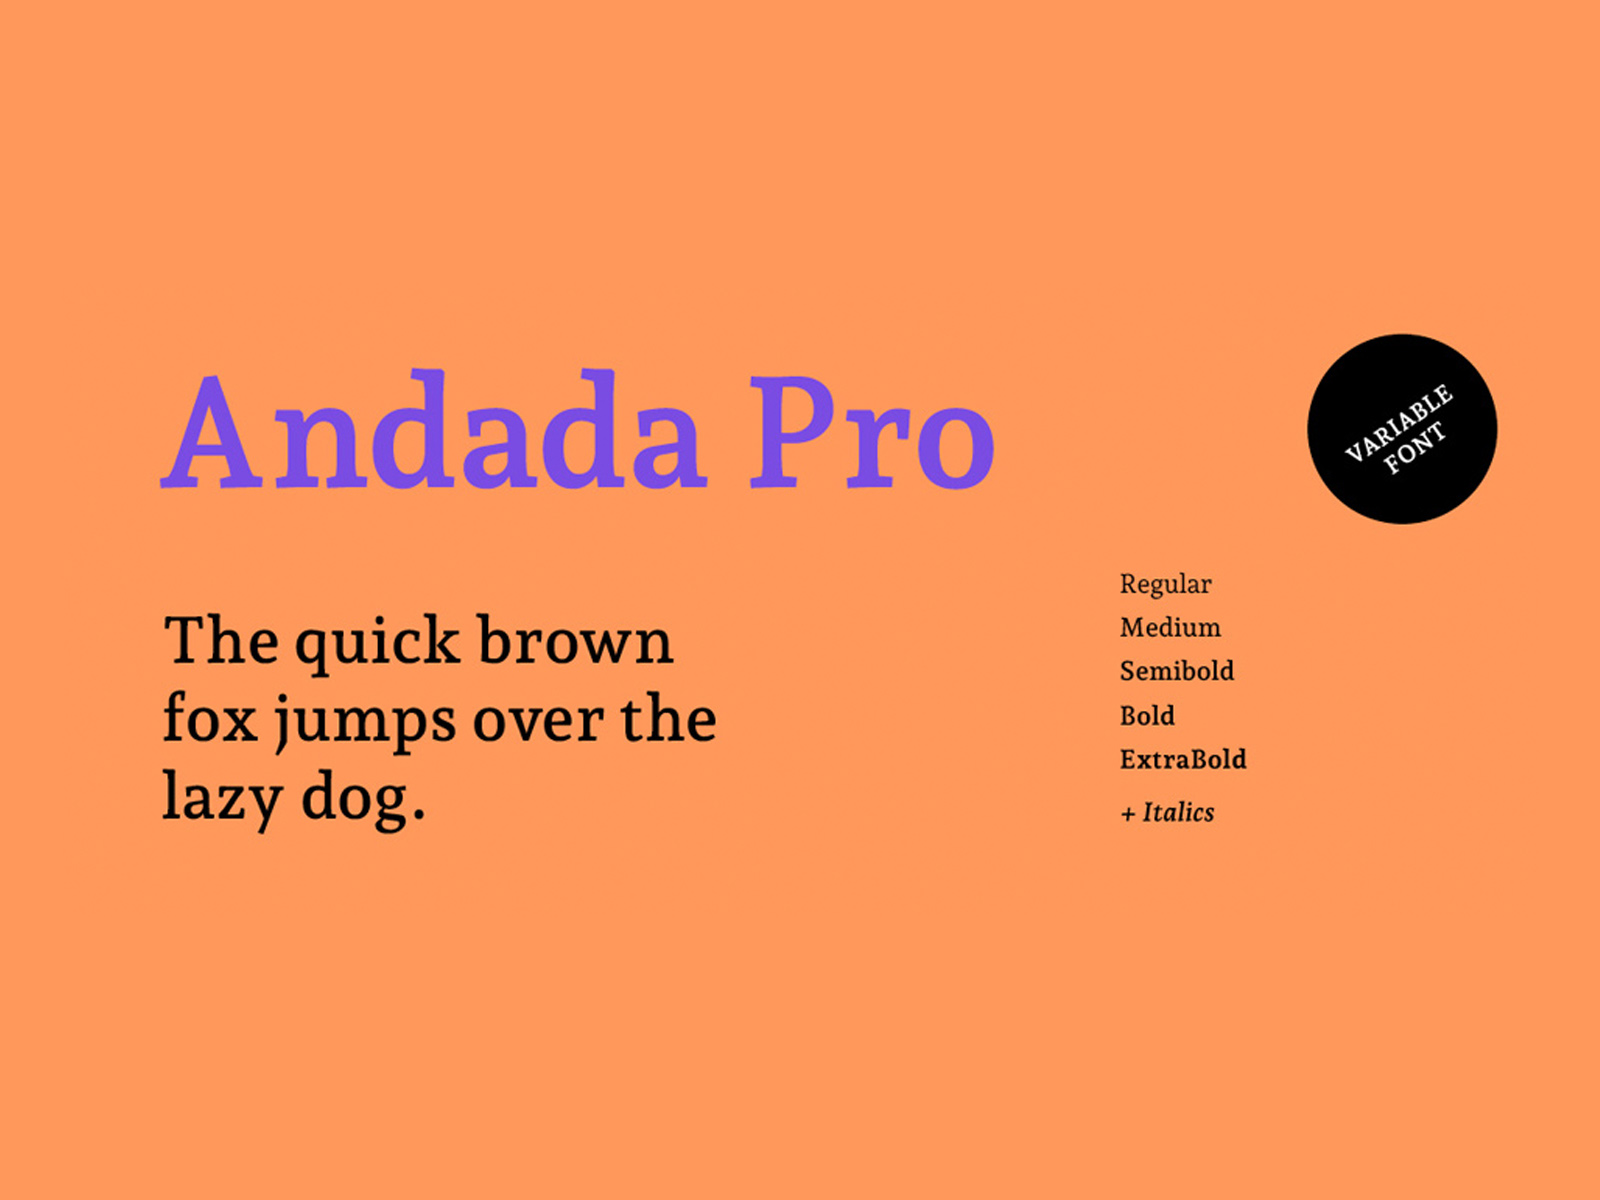 Andada Pro
VARIABLE
FONT
The quick brown
fox jumps over the
lazy dog.
Regular
Medium
Semibold
Bold
ExtraBold
+ Italics